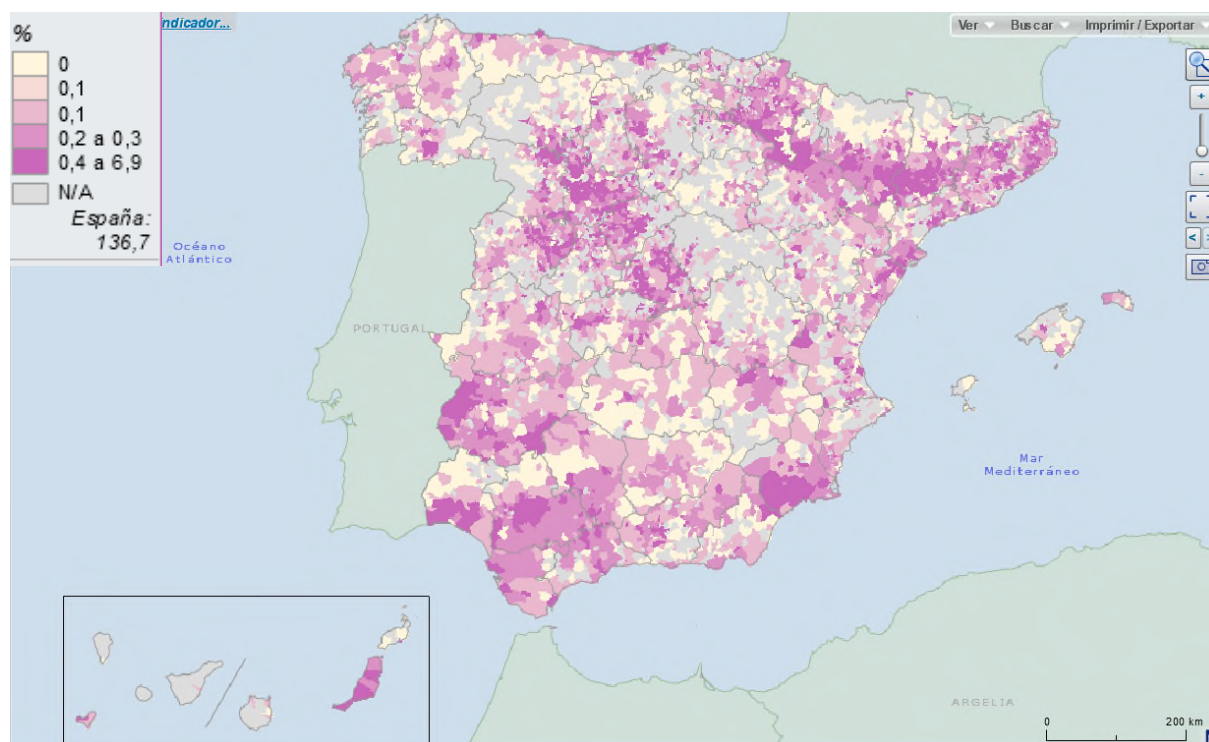 %
0
0,1
0,1
0,2 a 0,3
0,4 a 6,9
N/A
España:
136,7
ndicador...
Ver
Buscar
Imprimir / Exportar
Océano
Atlántico
PORTUGAL
Mar
Mediterráneo
ARGELIA
0
200 km
+
-
<
>